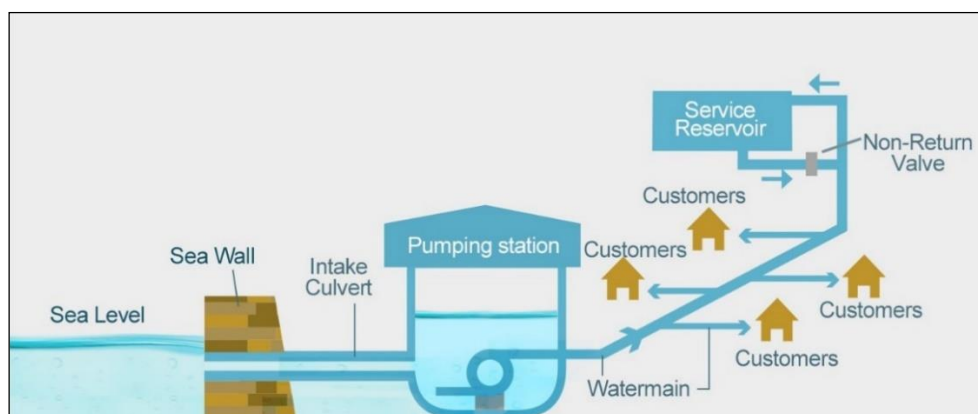 Service
Reservoir
Non-Return
Valve
Customers
Pumping station
Customers
Sea Wall
Intake
Culvert
Sea Level
Customers
Customers
Watermain